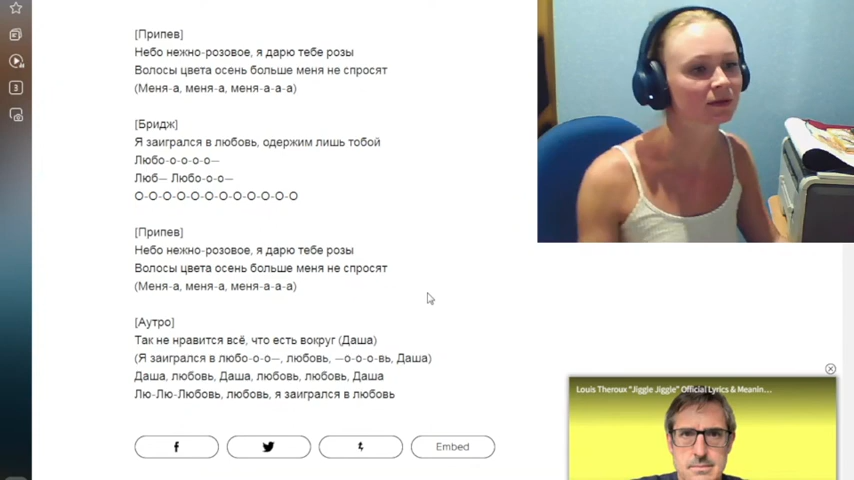 [Припев]
Небо нежно-розовое, я дарю тебе розы
Волосы цвета осень больше меня не спросят
(Меня-а, меня-а, меня-а-а-а)
[Бридж]
Я заигрался в любовь, одержим лишь тобой
Любо-о-о-о-о—
Люб— Любо-о-о—
О-О-О-О-О-О-О-О-О-О-О-О
[Припев]
Небо нежно-розовое, я дарю тебе розы
Волосы цвета осень больше меня не спросят
(Меня-а, меня-а, меня-а-а-а)
[Аутро]
Так не нравится всё, что есть вокруг (Даша)
(Я заигрался в любо-о-о—, любовь, —о-о-о-вь, Даша)
Даша, любовь, Даша, любовь, любовь, Даша
Лю-Лю-Любовь, любовь, я заигрался в любовь
Embed
Louis Theroux "Jiggle Jiggle" Official Lyrics & Meanin...
3